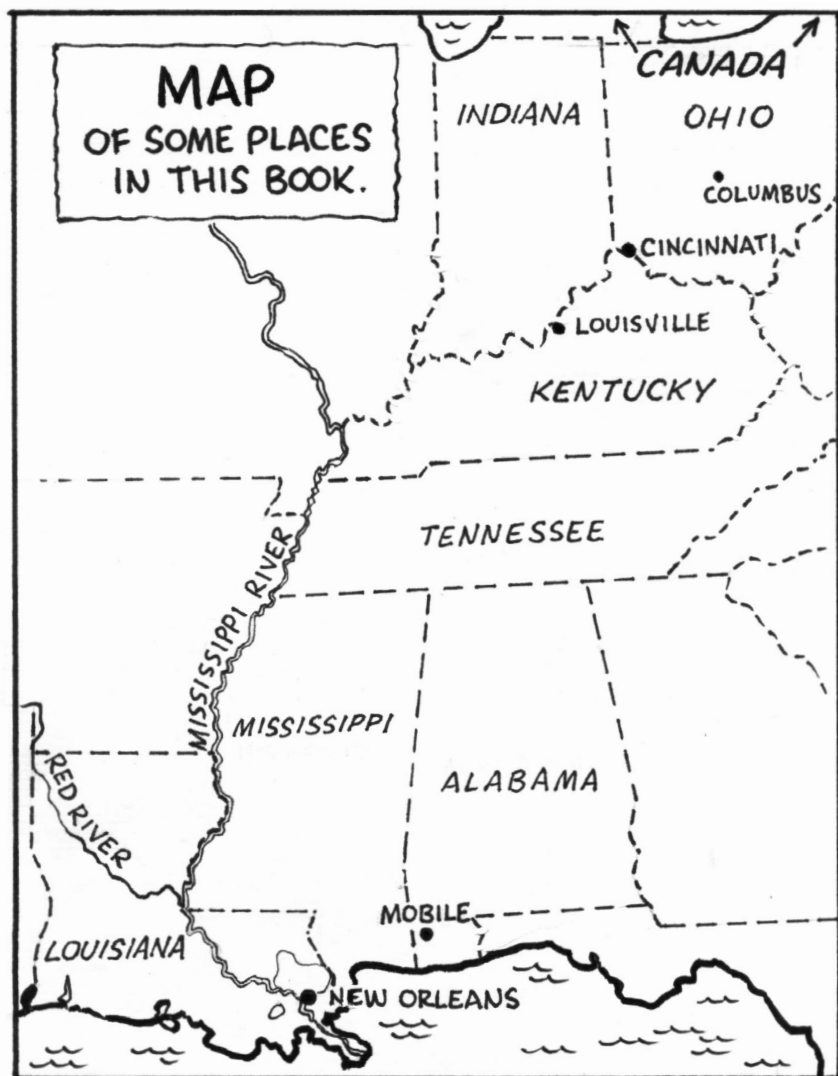 MAP
OF SOME PLACES
IN THIS BOOK.
CANADA
INDIANA
OHIO
COLUMBUS
CINCINNATI
LOUISVILLE
KENTUCKY
TENNESSEE
MISSISSIPPI RIVER
MISSISSIPPI
ALABAMA
RED RIVER
MOBILE
LOUISIANA
NEW ORLEANS